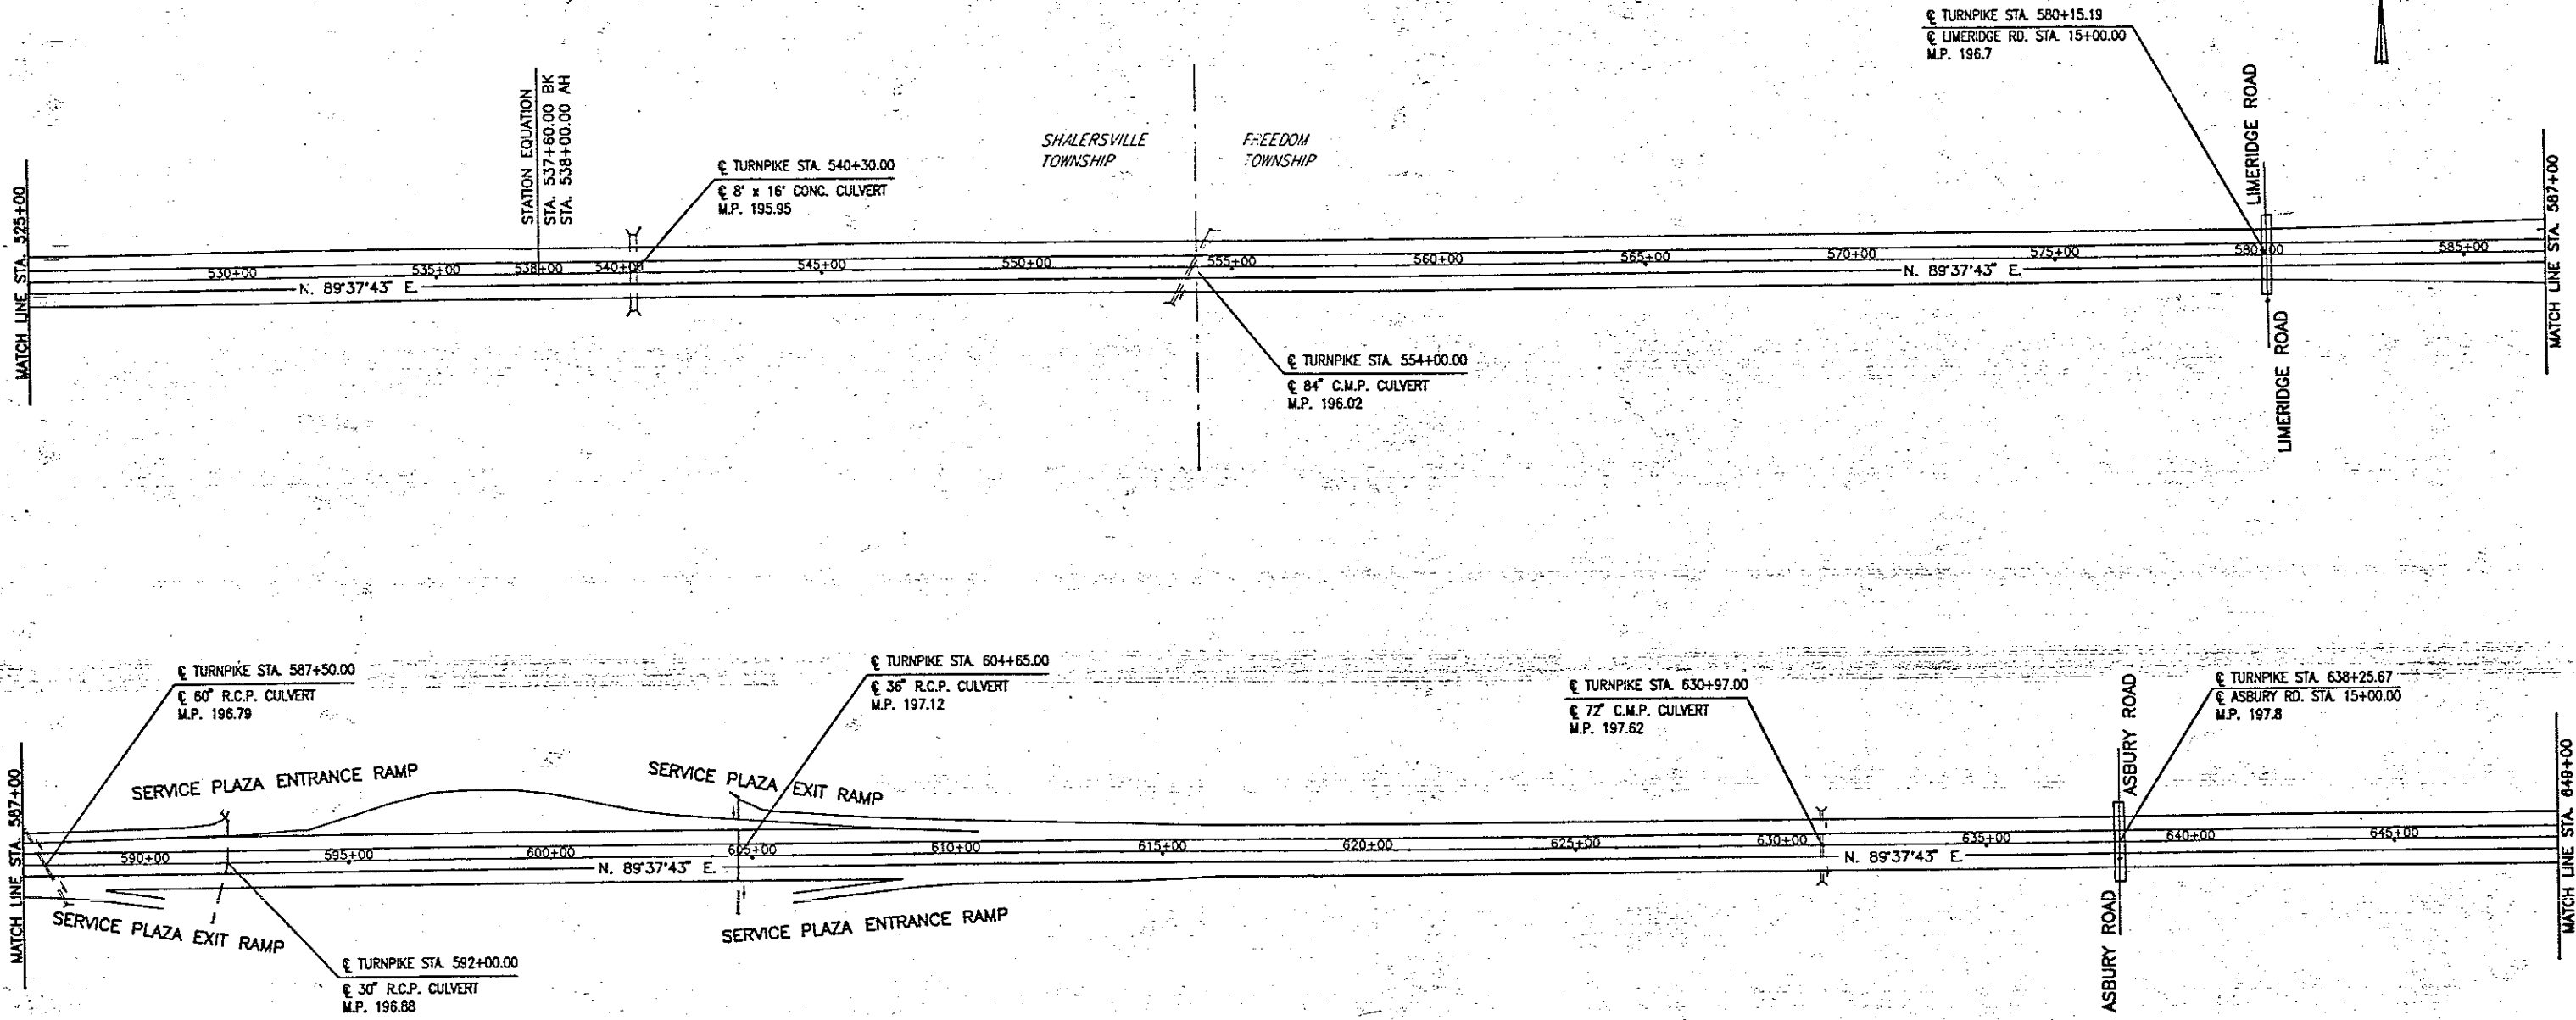 ℄ TURNPIKE STA. 580+15.19
℄ LIMERIDGE RD. STA. 15+00.00
M.P. 196.7
LIMERIDGE ROAD
STATION EQUATION
STA. 537+60.00 BK
STA. 538+00.00 AH
℄ TURNPIKE STA. 540+30.00
℄ 8' x 16' CONC. CULVERT
M.P. 195.95
SHALERSVILLE
TOWNSHIP
FREEDOM
TOWNSHIP
MATCH LINE STA. 525+00
530+00 535+00 538+00 540+00 545+00 550+00 555+00 560+00 565+00 570+00 575+00 580+00 585+00
N. 89°37'43" E.
N. 89°37'43" E.
MATCH LINE STA. 587+00
LIMERIDGE ROAD
℄ TURNPIKE STA. 554+00.00
℄ 84" C.M.P. CULVERT
M.P. 196.02
℄ TURNPIKE STA. 587+50.00
℄ 60" R.C.P. CULVERT
M.P. 196.79
℄ TURNPIKE STA. 604+65.00
℄ 36" R.C.P. CULVERT
M.P. 197.12
℄ TURNPIKE STA. 630+97.00
℄ 72" C.M.P. CULVERT
M.P. 197.62
℄ TURNPIKE STA. 638+25.67
℄ ASBURY RD. STA. 15+00.00
M.P. 197.8
ASBURY ROAD
SERVICE PLAZA ENTRANCE RAMP
SERVICE PLAZA EXIT RAMP
MATCH LINE STA. 587+00
590+00 595+00 600+00 605+00 610+00 615+00 620+00 625+00 630+00 635+00 640+00 645+00
N. 89°37'43" E.
N. 89°37'43" E.
MATCH LINE STA. 649+00
SERVICE PLAZA EXIT RAMP
SERVICE PLAZA ENTRANCE RAMP
ASBURY ROAD
℄ TURNPIKE STA. 592+00.00
℄ 30" R.C.P. CULVERT
M.P. 196.88